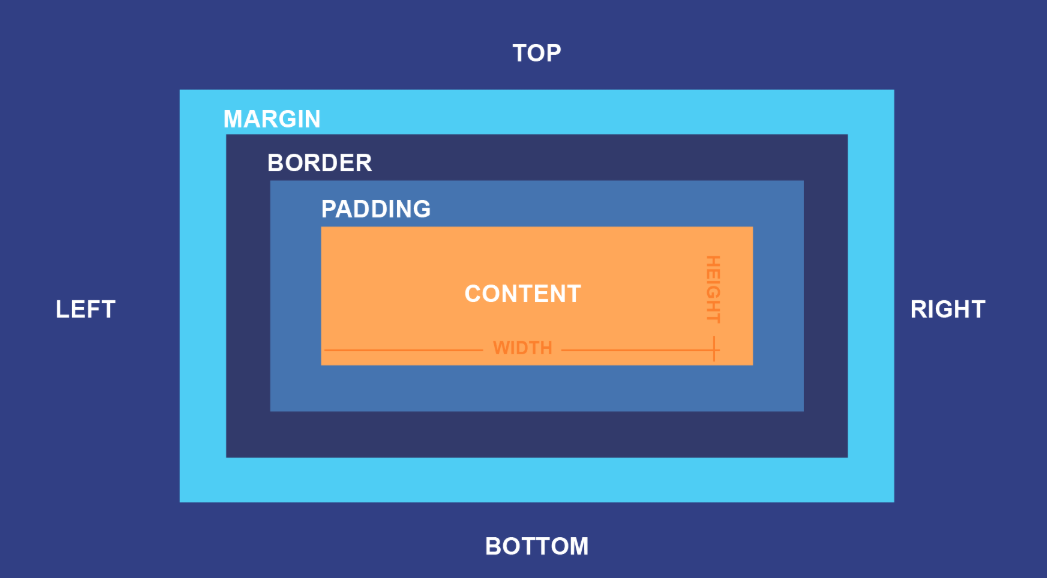 TOP
MARGIN
BORDER
PADDING
HEIGHT
CONTENT
LEFT
RIGHT
WIDTH
BOTTOM